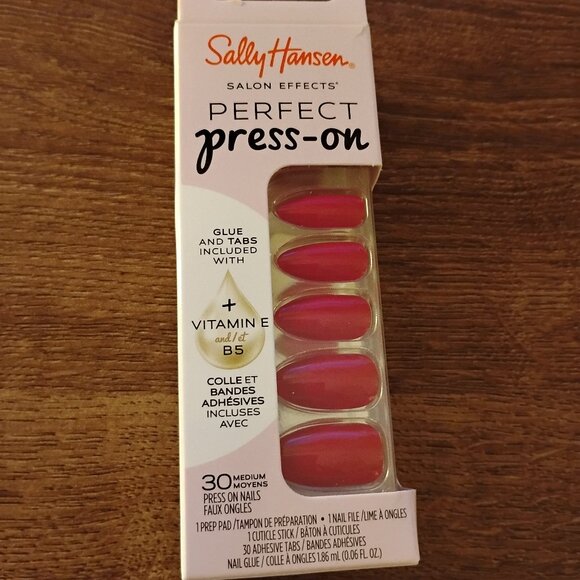 Sally Hansen®
SALON EFFECTS®
PERFECT
press-on
GLUE
AND TABS
INCLUDED
WITH
+
VITAMIN E
and / et
B5
COLLE ET
BANDES
ADHÉSIVES
INCLUSES
AVEC
30 MEDIUM
MOYENS
PRESS ON NAILS
FAUX ONGLES
1 PREP PAD / TAMPON DE PRÉPARATION • 1 NAIL FILE / LIME À ONGLES
1 CUTICLE STICK / BÂTON À CUTICULES
30 ADHESIVE TABS / BANDES ADHÉSIVES
NAIL GLUE / COLLE À ONGLES 1.86 mL (0.06 FL. OZ.)